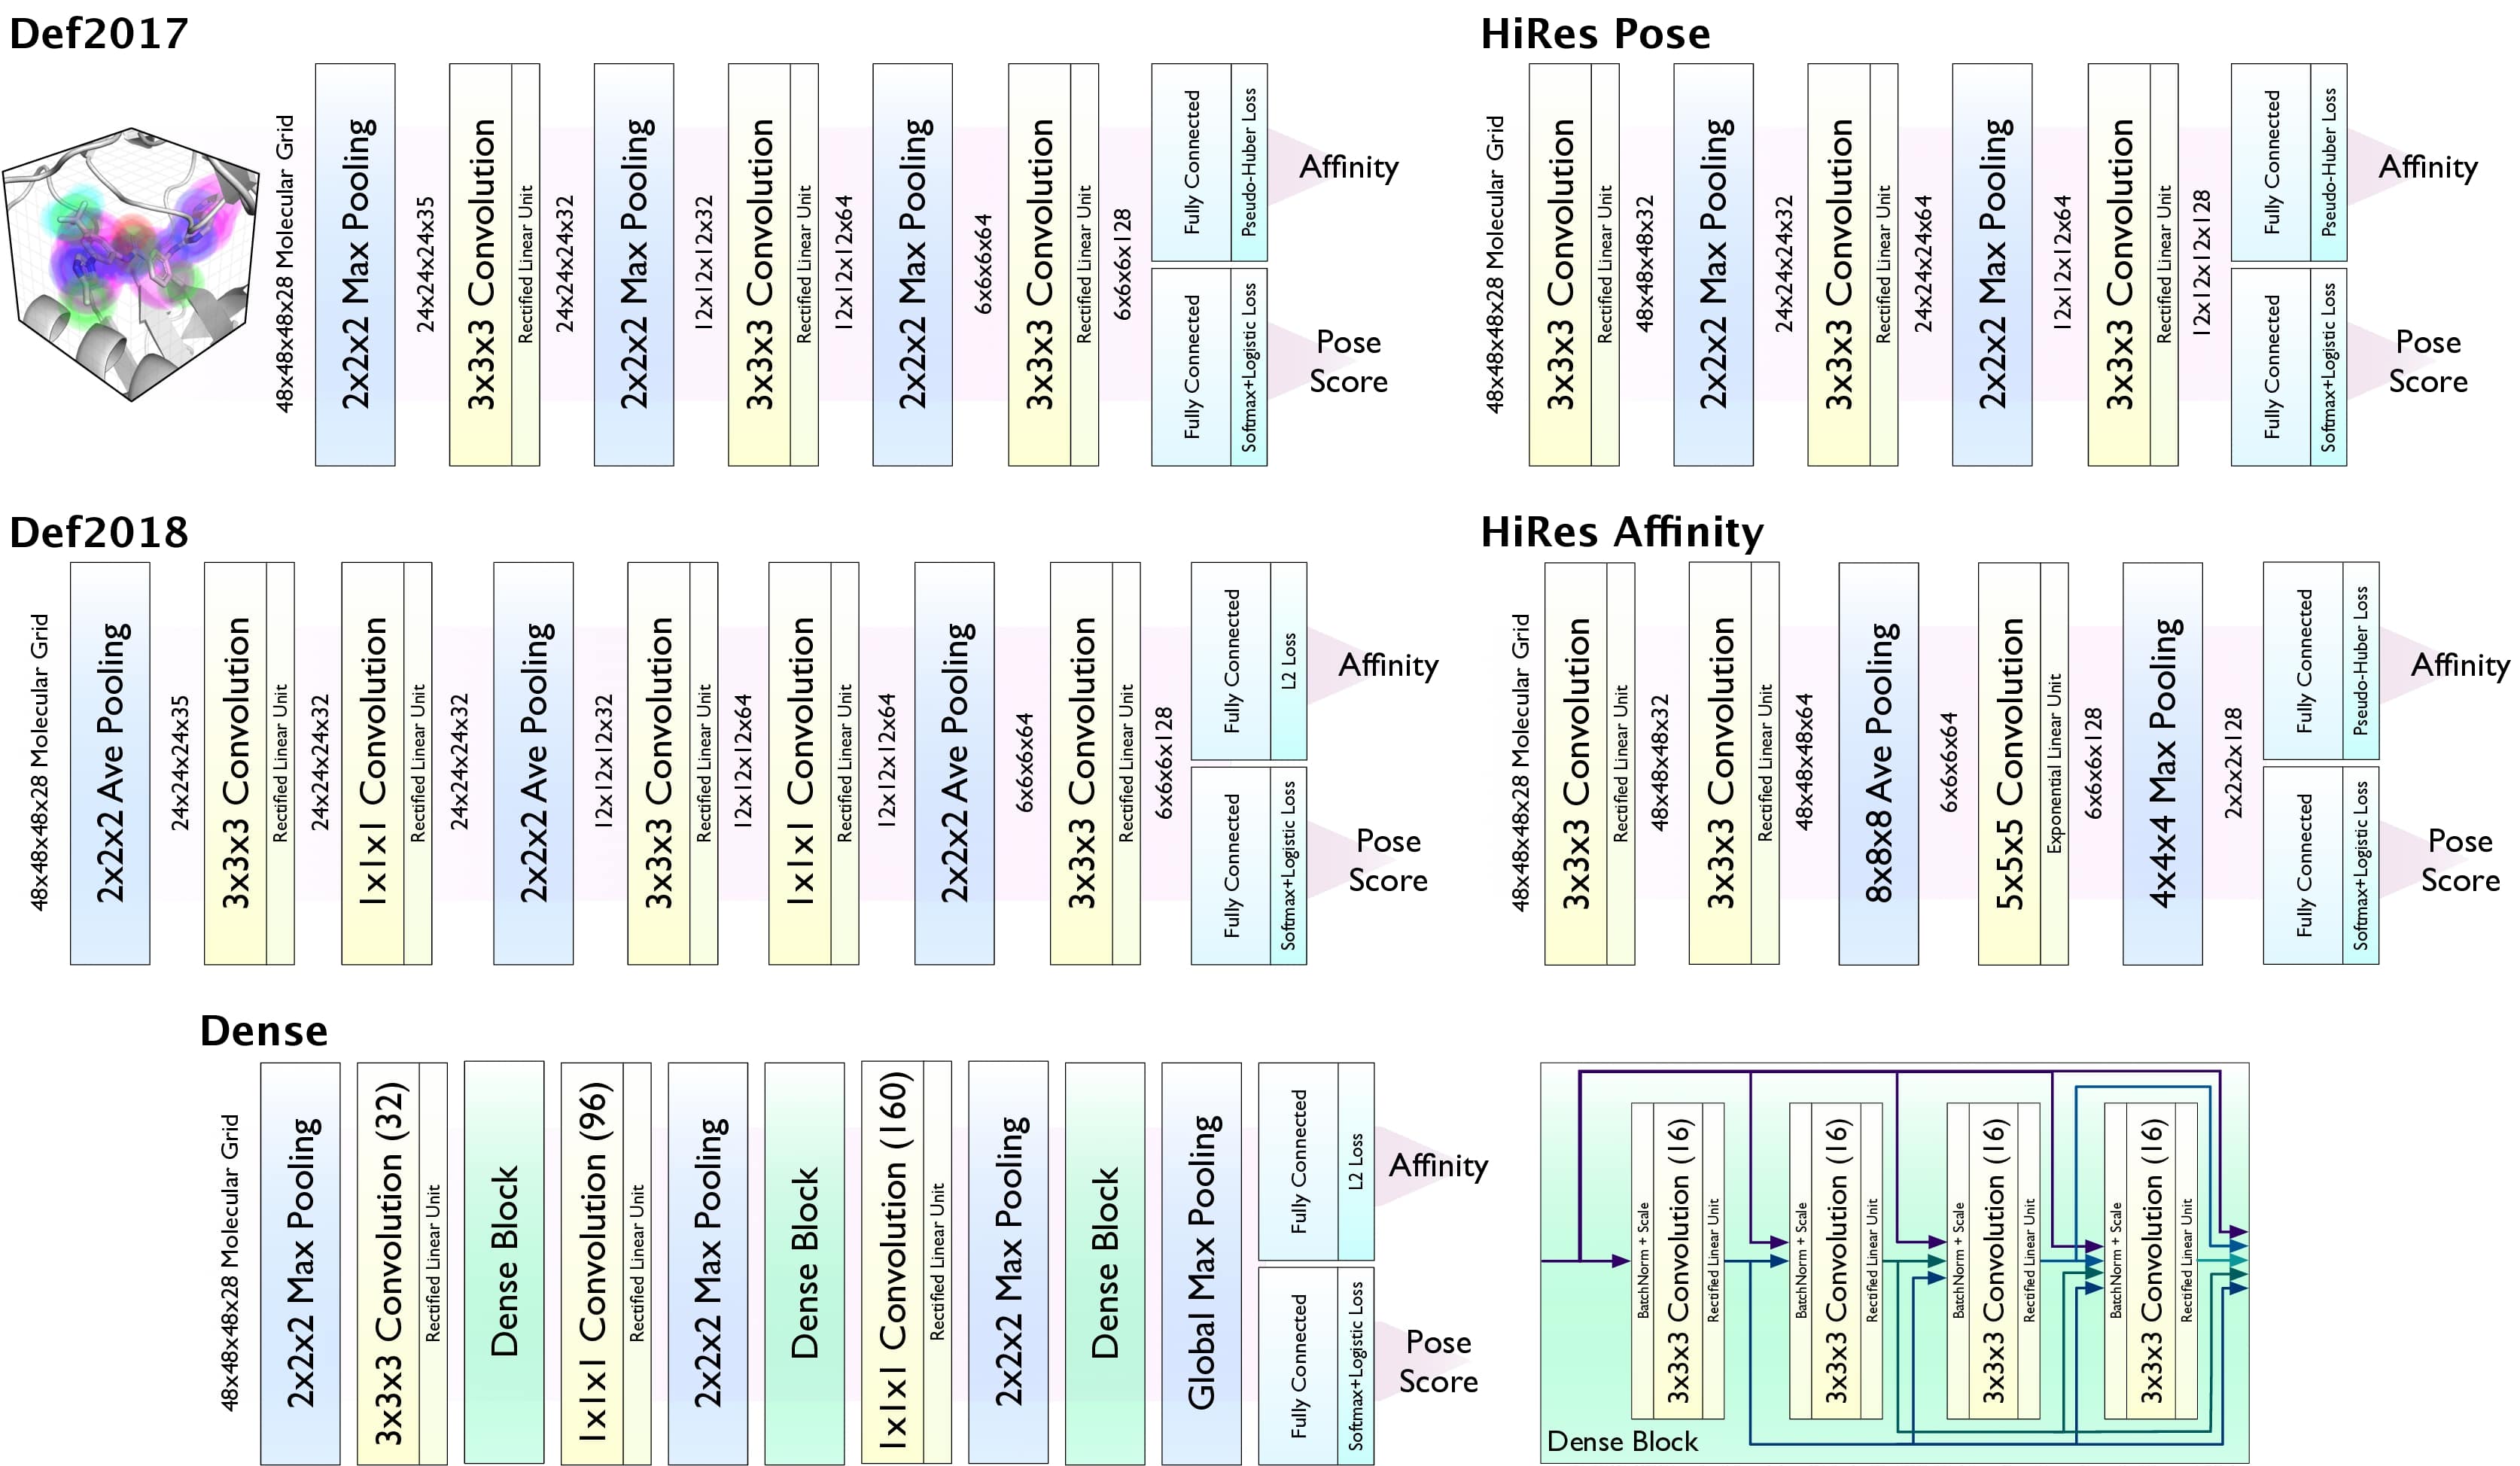 Def2017
48x48x48x28 Molecular Grid
2x2x2 Max Pooling
24x24x24x35
3x3x3 Convolution
Rectified Linear Unit
24x24x24x32
2x2x2 Max Pooling
12x12x12x32
3x3x3 Convolution
Rectified Linear Unit
12x12x12x64
2x2x2 Max Pooling
6x6x6x64
3x3x3 Convolution
Rectified Linear Unit
6x6x6x128
Fully Connected
Pseudo-Huber Loss
Affinity
Fully Connected
Softmax+Logistic Loss
Pose
Score
HiRes Pose
48x48x48x28 Molecular Grid
3x3x3 Convolution
Rectified Linear Unit
48x48x48x32
2x2x2 Max Pooling
24x24x24x32
3x3x3 Convolution
Rectified Linear Unit
24x24x24x64
2x2x2 Max Pooling
12x12x12x64
3x3x3 Convolution
Rectified Linear Unit
12x12x12x128
Fully Connected
Pseudo-Huber Loss
Affinity
Fully Connected
Softmax+Logistic Loss
Pose
Score
Def2018
48x48x48x28 Molecular Grid
2x2x2 Ave Pooling
24x24x24x35
3x3x3 Convolution
Rectified Linear Unit
24x24x24x32
1x1x1 Convolution
Rectified Linear Unit
24x24x24x32
2x2x2 Ave Pooling
12x12x12x32
3x3x3 Convolution
Rectified Linear Unit
12x12x12x64
1x1x1 Convolution
Rectified Linear Unit
12x12x12x64
2x2x2 Ave Pooling
6x6x6x64
3x3x3 Convolution
Rectified Linear Unit
6x6x6x128
Fully Connected
L2 Loss
Affinity
Fully Connected
Softmax+Logistic Loss
Pose
Score
HiRes Affinity
48x48x48x28 Molecular Grid
3x3x3 Convolution
Rectified Linear Unit
48x48x48x32
3x3x3 Convolution
Rectified Linear Unit
48x48x48x64
8x8x8 Ave Pooling
6x6x6x64
5x5x5 Convolution
Exponential Linear Unit
6x6x6x128
4x4x4 Max Pooling
2x2x2x128
Fully Connected
Pseudo-Huber Loss
Affinity
Fully Connected
Softmax+Logistic Loss
Pose
Score
Dense
48x48x48x28 Molecular Grid
2x2x2 Max Pooling
3x3x3 Convolution (32)
Rectified Linear Unit
Dense Block
1x1x1 Convolution (96)
Rectified Linear Unit
2x2x2 Max Pooling
Dense Block
1x1x1 Convolution (160)
Rectified Linear Unit
2x2x2 Max Pooling
Dense Block
Global Max Pooling
Fully Connected
L2 Loss
Affinity
Fully Connected
Softmax+Logistic Loss
Pose
Score
BatchNorm + Scale
3x3x3 Convolution (16)
Rectified Linear Unit
BatchNorm + Scale
3x3x3 Convolution (16)
Rectified Linear Unit
BatchNorm + Scale
3x3x3 Convolution (16)
Rectified Linear Unit
BatchNorm + Scale
3x3x3 Convolution (16)
Rectified Linear Unit
Dense Block